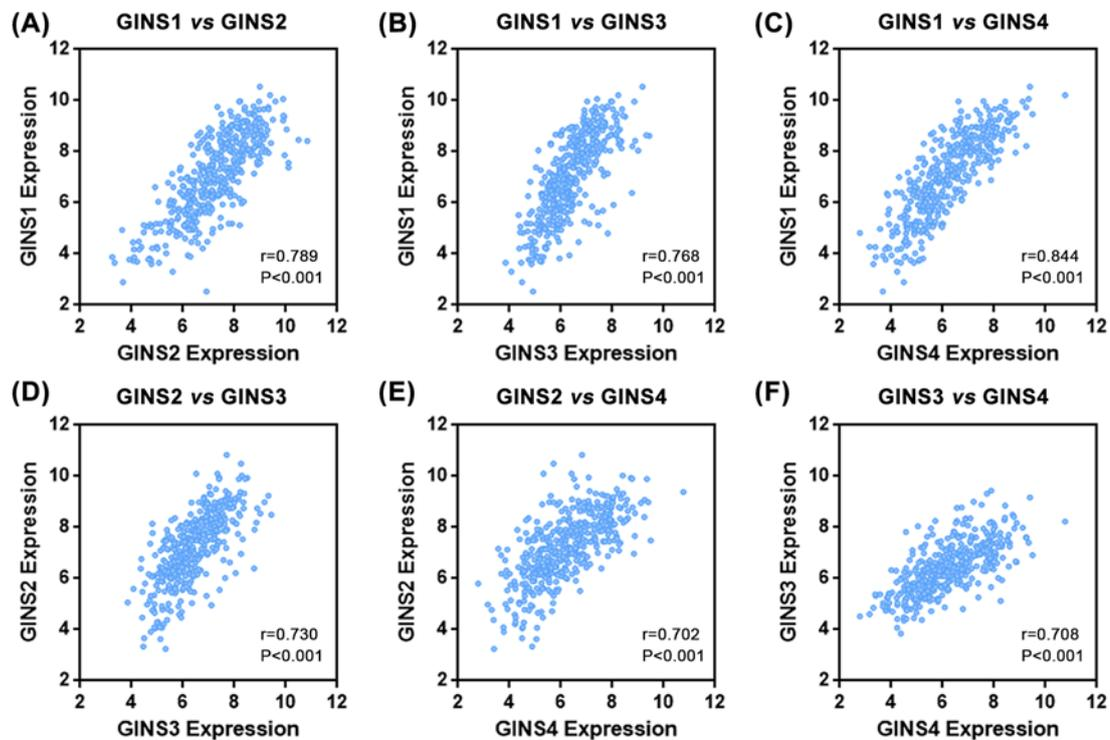 (A) GINS1 vs GINS2
12
10
8
6
4
2
GINS1 Expression
r=0.789
P<0.001
2 4 6 8 10 12
GINS2 Expression
(B) GINS1 vs GINS3
12
10
8
6
4
2
GINS1 Expression
r=0.768
P<0.001
2 4 6 8 10 12
GINS3 Expression
(C) GINS1 vs GINS4
12
10
8
6
4
2
GINS1 Expression
r=0.844
P<0.001
2 4 6 8 10 12
GINS4 Expression
(D) GINS2 vs GINS3
12
10
8
6
4
2
GINS2 Expression
r=0.730
P<0.001
2 4 6 8 10 12
GINS3 Expression
(E) GINS2 vs GINS4
12
10
8
6
4
2
GINS2 Expression
r=0.702
P<0.001
2 4 6 8 10 12
GINS4 Expression
(F) GINS3 vs GINS4
12
10
8
6
4
2
GINS3 Expression
r=0.708
P<0.001
2 4 6 8 10 12
GINS4 Expression